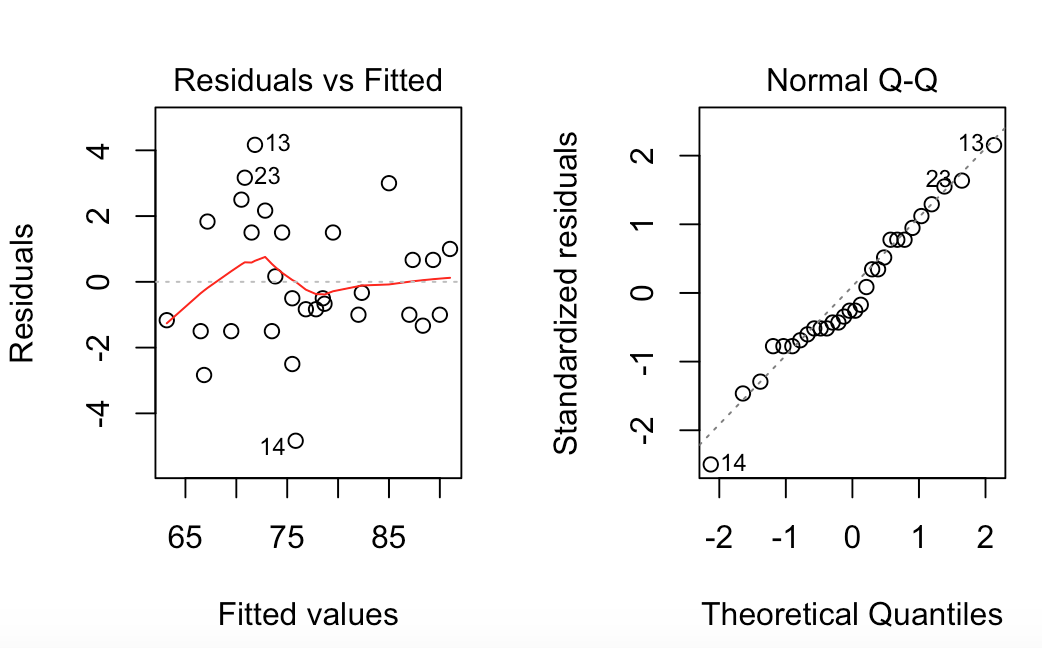 Residuals vs Fitted
Residuals
4
2
0
-2
-4
13
23
14
65 75 85
Fitted values
Normal Q-Q
Standardized residuals
2
1
0
-1
-2
13
23
14
-2 -1 0 1 2
Theoretical Quantiles